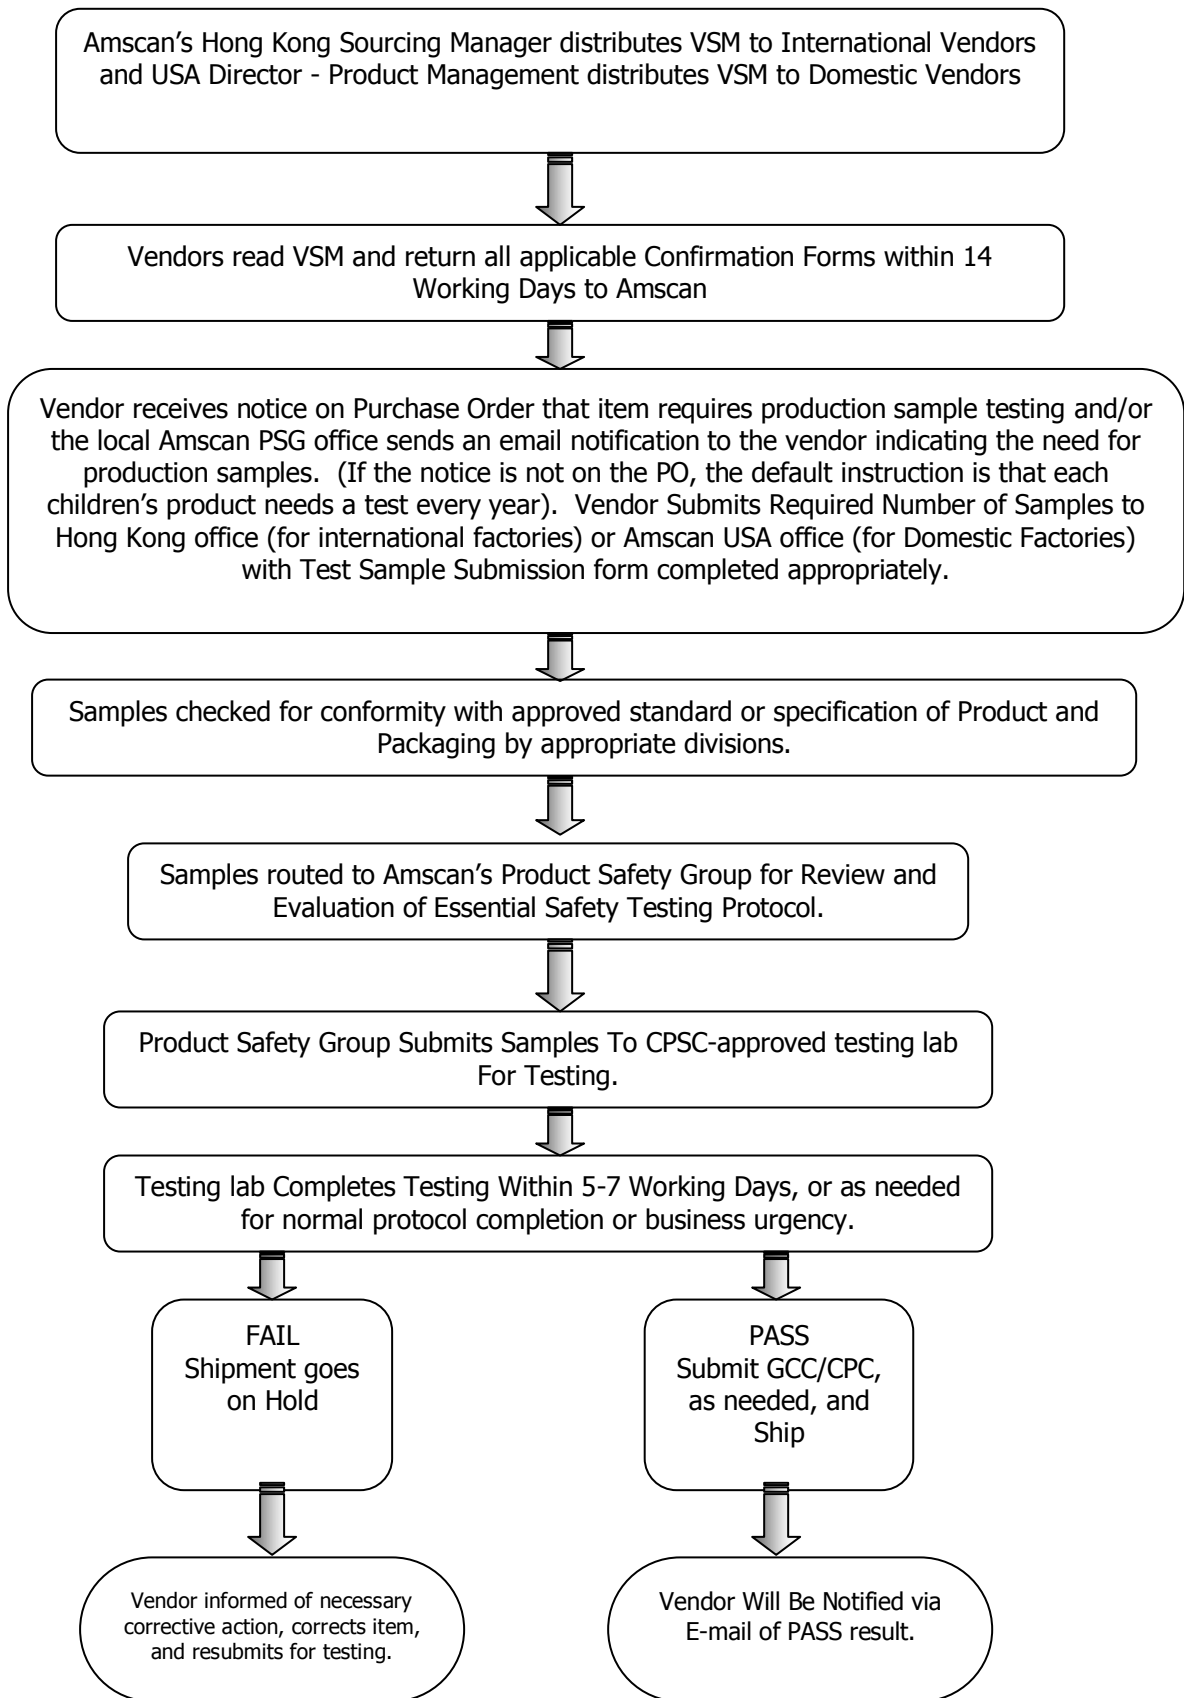 Amscan's Hong Kong Sourcing Manager distributes VSM to International Vendors
and USA Director - Product Management distributes VSM to Domestic Vendors
Vendors read VSM and return all applicable Confirmation Forms within 14
Working Days to Amscan
Vendor receives notice on Purchase Order that item requires production sample testing and/or
the local Amscan PSG office sends an email notification to the vendor indicating the need for
production samples.  (If the notice is not on the PO, the default instruction is that each
children's product needs a test every year).  Vendor Submits Required Number of Samples to
Hong Kong office (for international factories) or Amscan USA office (for Domestic Factories)
with Test Sample Submission form completed appropriately.
Samples checked for conformity with approved standard or specification of Product and
Packaging by appropriate divisions.
Samples routed to Amscan's Product Safety Group for Review and
Evaluation of Essential Safety Testing Protocol.
Product Safety Group Submits Samples To CPSC-approved testing lab
For Testing.
Testing lab Completes Testing Within 5-7 Working Days, or as needed
for normal protocol completion or business urgency.
FAIL
Shipment goes
on Hold
PASS
Submit GCC/CPC,
as needed, and
Ship
Vendor informed of necessary
corrective action, corrects item,
and resubmits for testing.
Vendor Will Be Notified via
E-mail of PASS result.